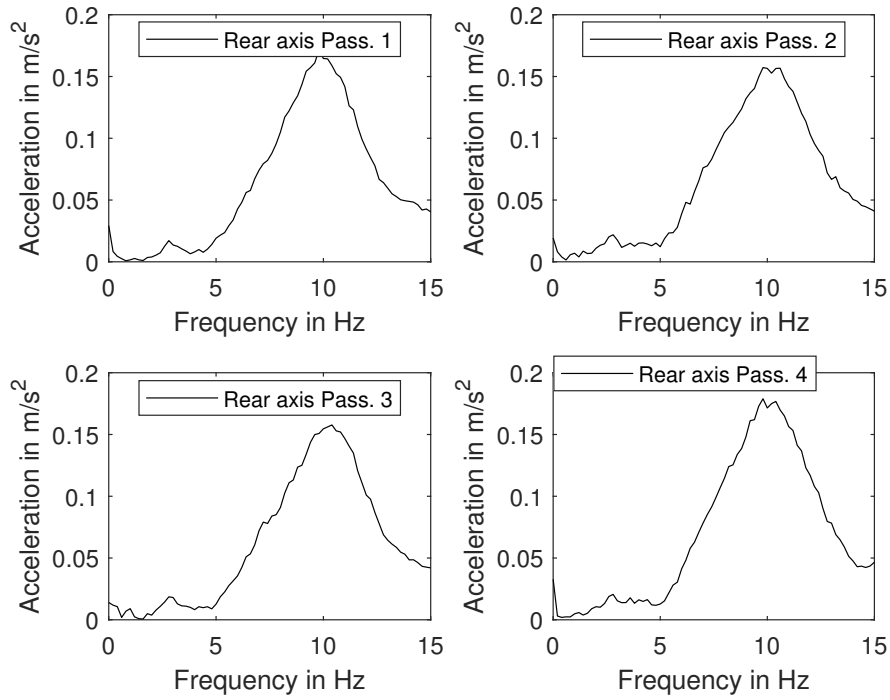 0.2
Rear axis Pass. 1
0.15
0.1
0.05
0
Acceleration in m/s²
0 5 10 15
Frequency in Hz
0.2
Rear axis Pass. 2
0.15
0.1
0.05
0
Acceleration in m/s²
0 5 10 15
Frequency in Hz
0.2
Rear axis Pass. 3
0.15
0.1
0.05
0
Acceleration in m/s²
0 5 10 15
Frequency in Hz
0.2
Rear axis Pass. 4
0.15
0.1
0.05
0
Acceleration in m/s²
0 5 10 15
Frequency in Hz